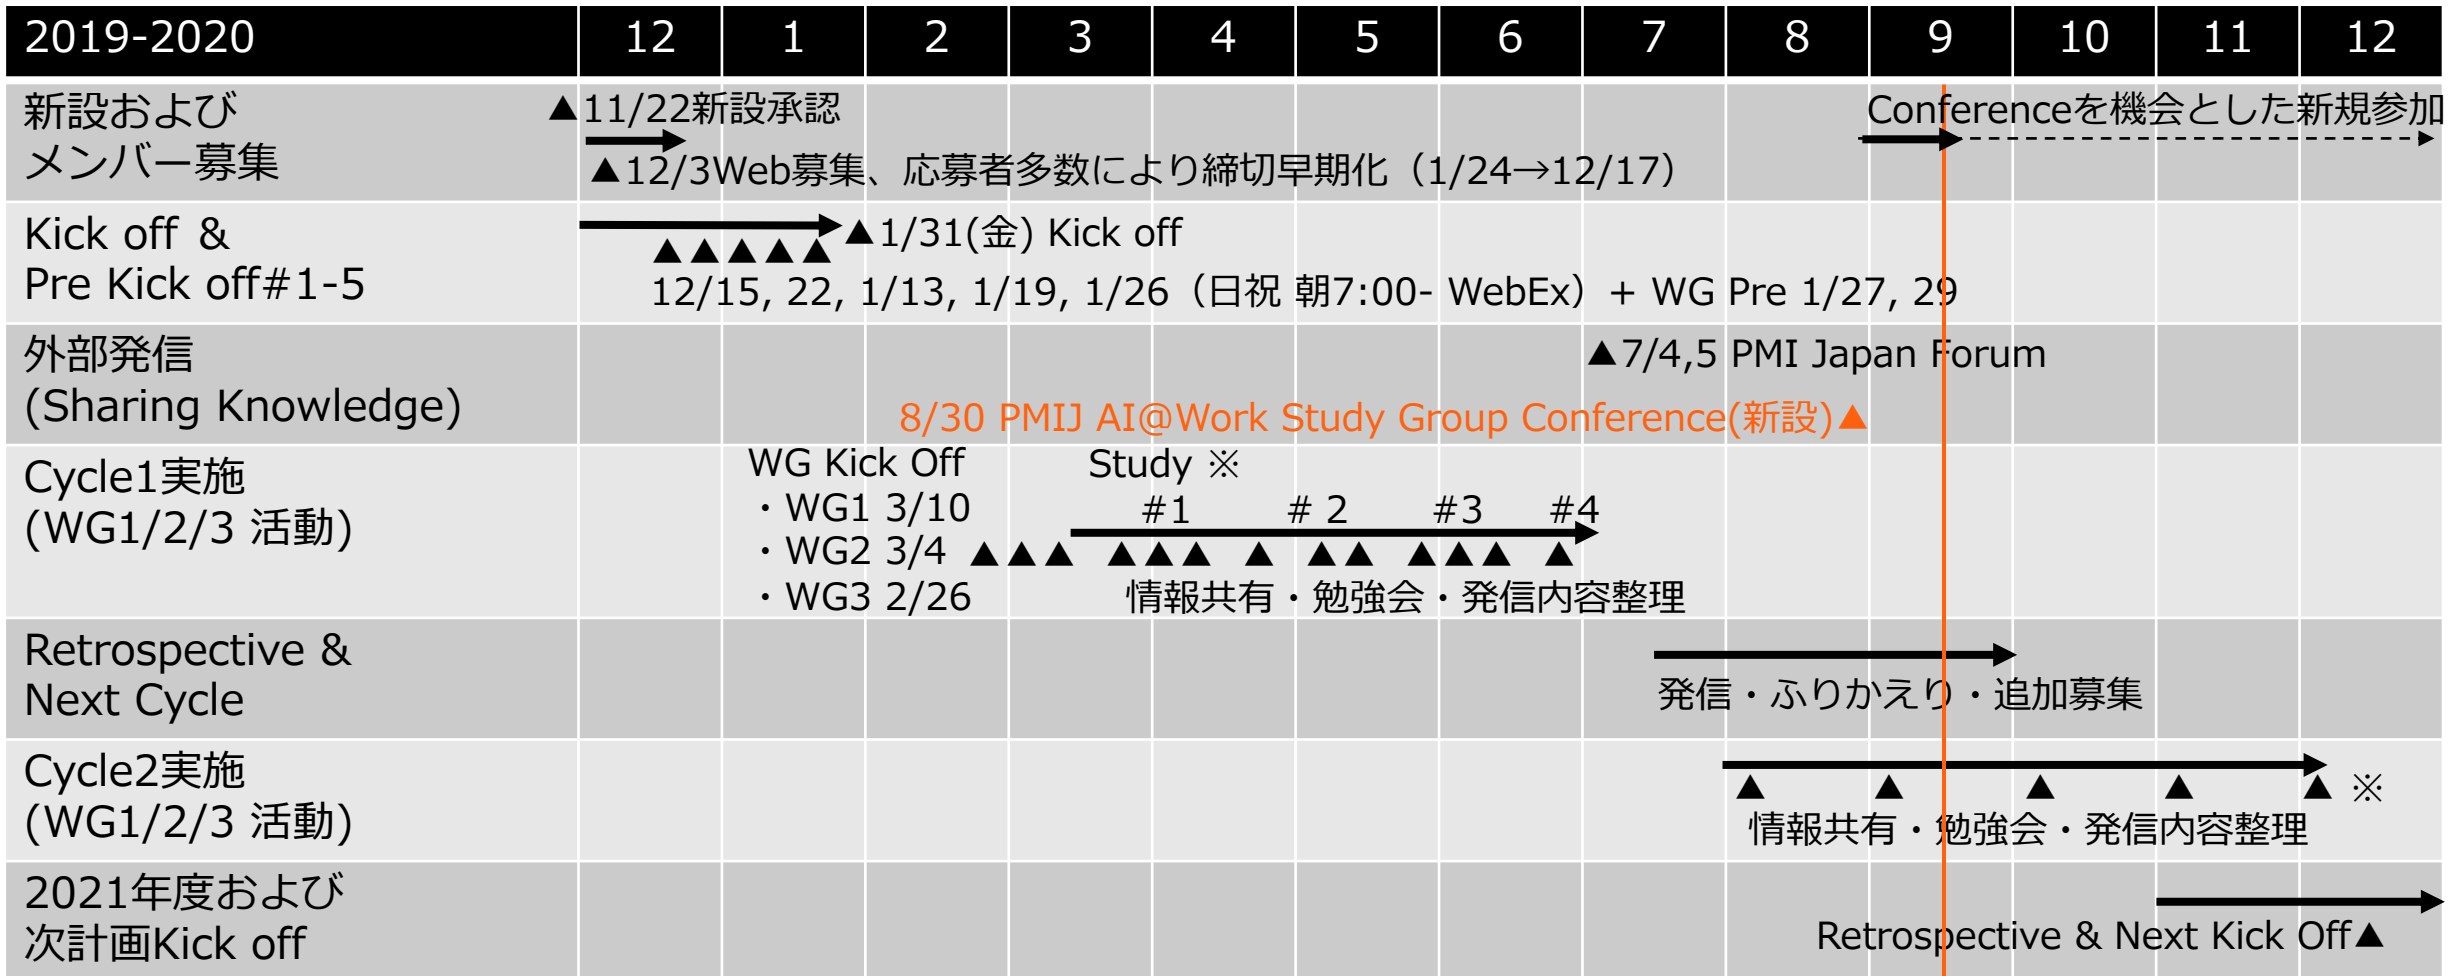 2019-2020 12 1 2 3 4 5 6 7 8 9 10 11 12
新設および
メンバー募集
▲11/22新設承認
▲12/3Web募集、応募者多数により締切早期化（1/24→12/17）
Conferenceを機会とした新規参加
Kick off &
Pre Kick off#1-5
▲1/31(金) Kick off
▲▲▲▲▲
12/15, 22, 1/13, 1/19, 1/26（日祝 朝7:00- WebEx）+ WG Pre 1/27, 29
外部発信
(Sharing Knowledge)
▲7/4,5 PMI Japan Forum
8/30 PMIJ AI@Work Study Group Conference(新設)▲
Cycle1実施
(WG1/2/3 活動)
WG Kick Off
・WG1 3/10
・WG2 3/4
・WG3 2/26
Study ※
#1 # 2 #3 #4
▲▲▲ ▲▲▲ ▲ ▲▲ ▲▲▲ ▲
情報共有・勉強会・発信内容整理
Retrospective &
Next Cycle
発信・ふりかえり・追加募集
Cycle2実施
(WG1/2/3 活動)
▲ ▲ ▲ ▲ ▲ ※
情報共有・勉強会・発信内容整理
2021年度および
次計画Kick off
Retrospective & Next Kick Off▲